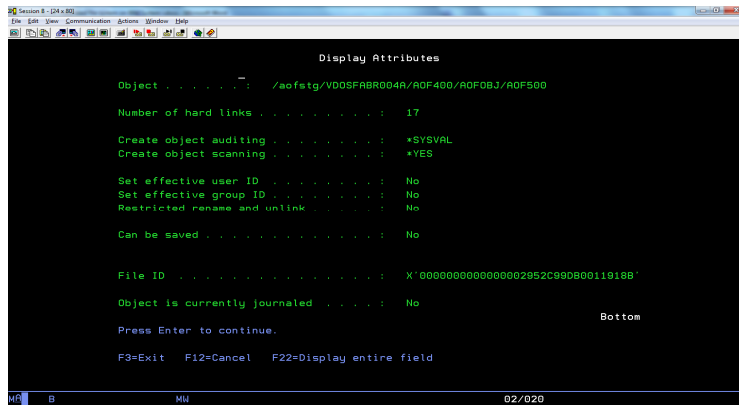 Session B - [24 x 80]
File Edit View Communication Actions Window Help
Display Attributes
Object . . . . . . : /aofstg/VDOSFABR004A/AOF400/AOFOBJ/AOF500
Number of hard links . . . . . . . . . : 17
Create object auditing . . . . . . . . : *SYSVAL
Create object scanning . . . . . . . . : *YES
Set effective user ID . . . . . . . . : No
Set effective group ID . . . . . . . . : No
Restricted rename and unlink . . . . . : No
Can be saved . . . . . . . . . . . . . : No
File ID . . . . . . . . . . . . . . . : X'0000000000000002952C99DB0011918B'
Object is currently journaled . . . . : No
Bottom
Press Enter to continue.
F3=Exit F12=Cancel F22=Display entire field
MA B MW 02/020